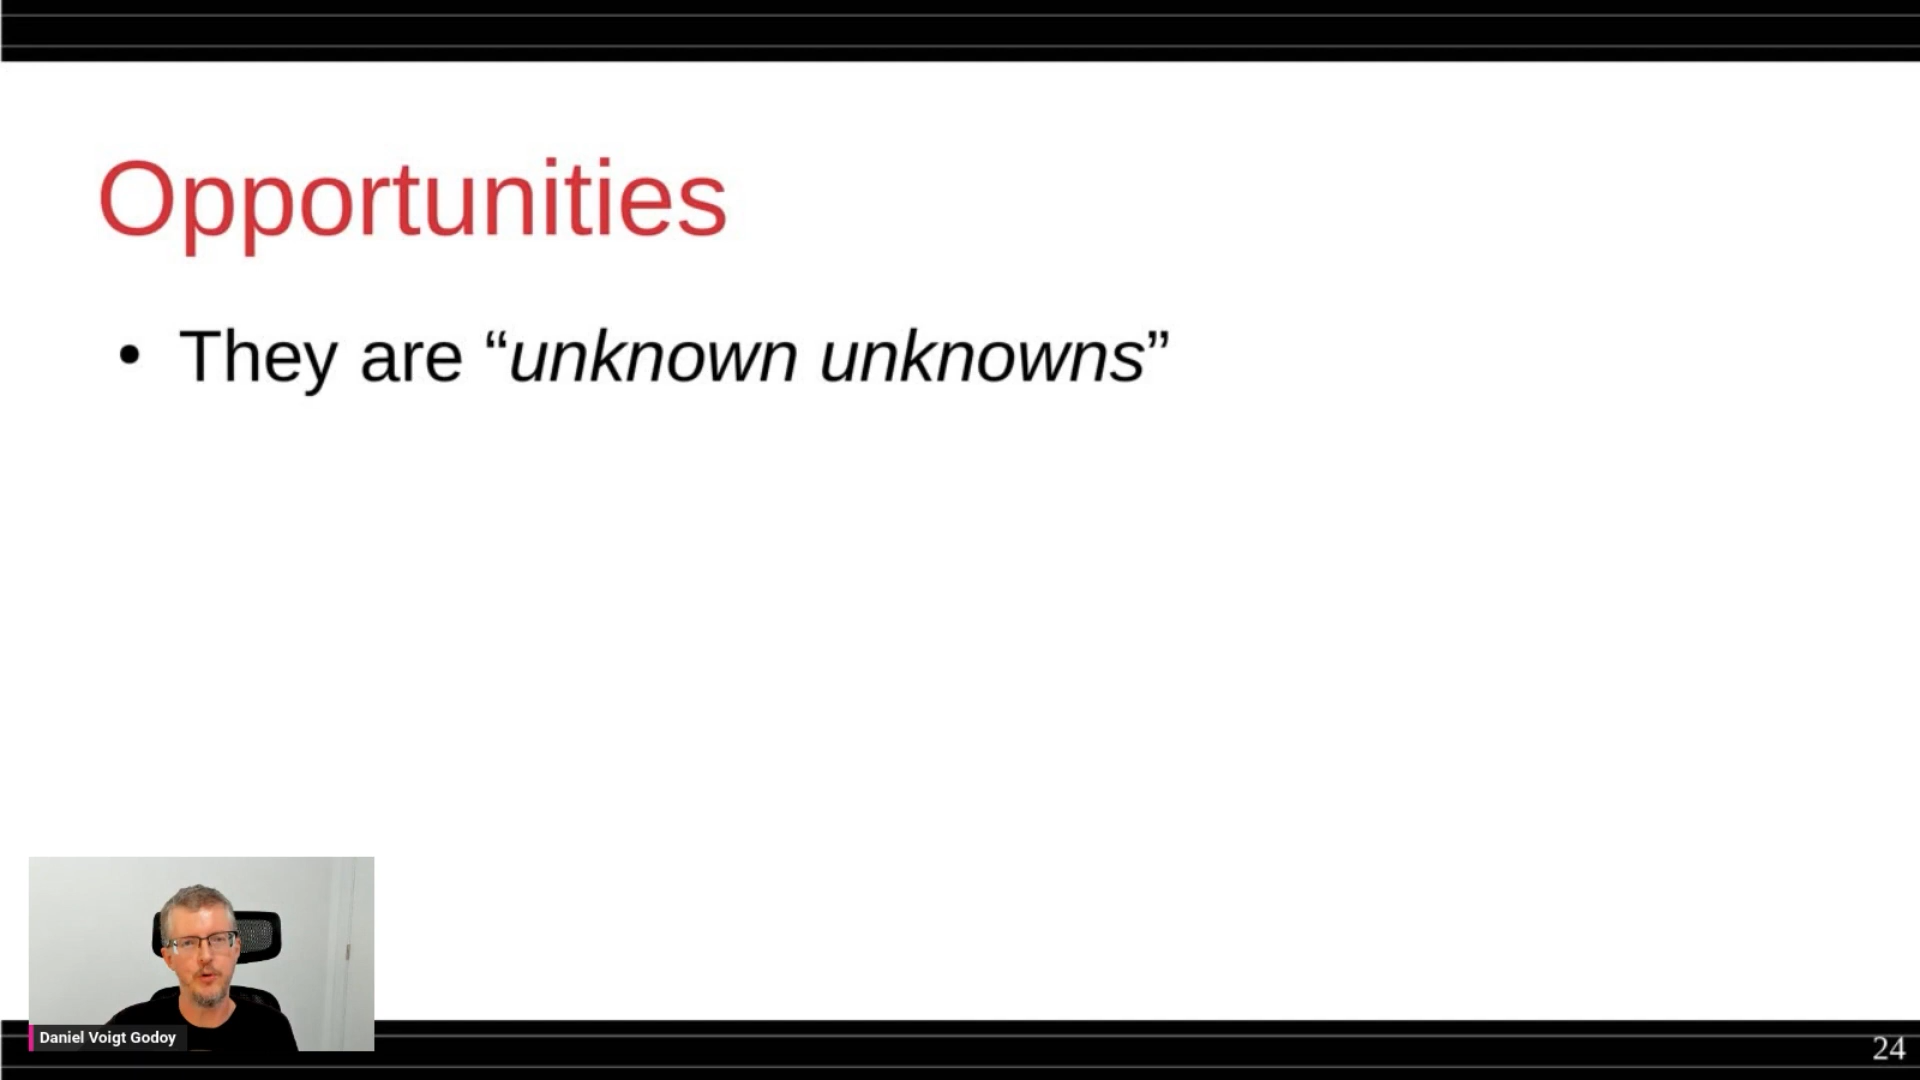 Opportunities
• They are “unknown unknowns”
Daniel Voigt Godoy
24